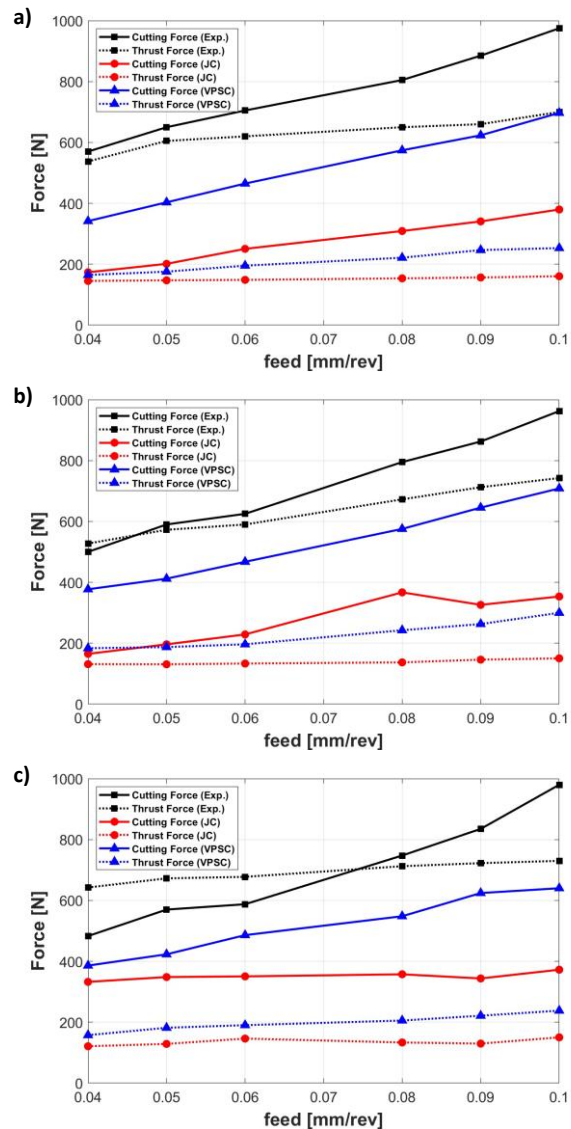 a)
1000
800
600
400
200
0
Force [N]
Cutting Force (Exp.)
Thrust Force (Exp.)
Cutting Force (JC)
Thrust Force (JC)
Cutting Force (VPSC)
Thrust Force (VPSC)
0.04 0.05 0.06 0.07 0.08 0.09 0.1
feed [mm/rev]
b)
1000
800
600
400
200
0
Force [N]
Cutting Force (Exp.)
Thrust Force (Exp.)
Cutting Force (JC)
Thrust Force (JC)
Cutting Force (VPSC)
Thrust Force (VPSC)
0.04 0.05 0.06 0.07 0.08 0.09 0.1
feed [mm/rev]
c)
1000
800
600
400
200
0
Force [N]
Cutting Force (Exp.)
Thrust Force (Exp.)
Cutting Force (JC)
Thrust Force (JC)
Cutting Force (VPSC)
Thrust Force (VPSC)
0.04 0.05 0.06 0.07 0.08 0.09 0.1
feed [mm/rev]